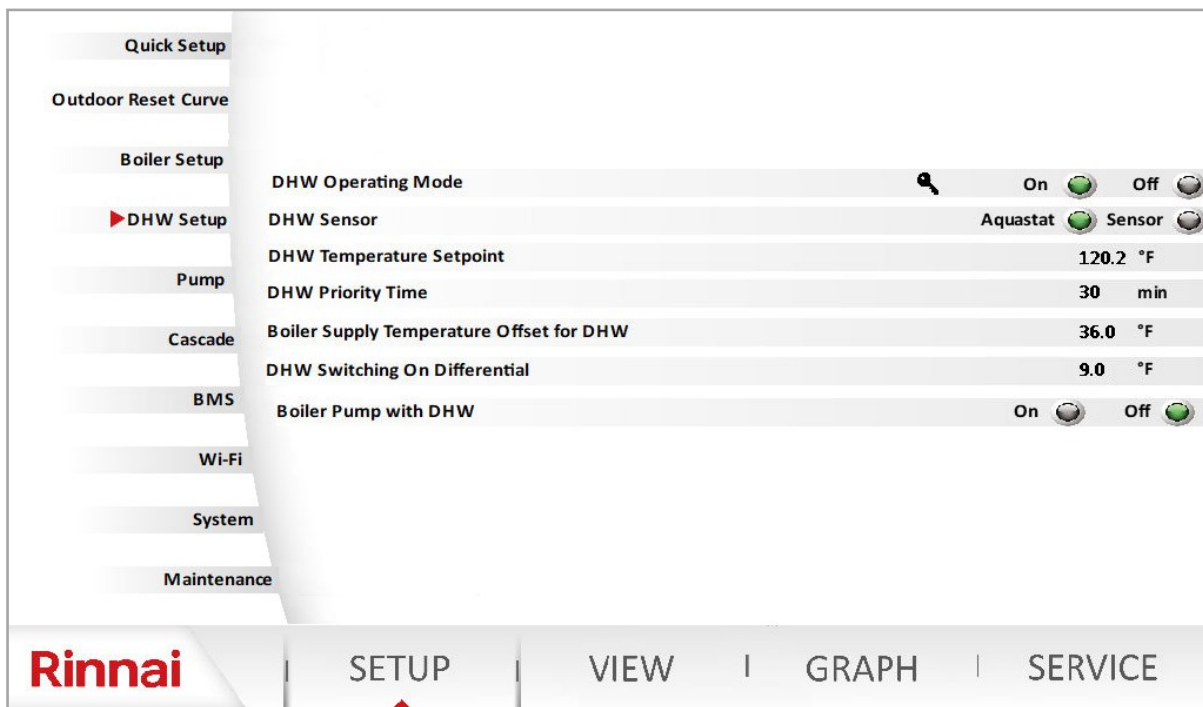 Quick Setup
Outdoor Reset Curve
Boiler Setup
DHW Setup
Pump
Cascade
BMS
Wi-Fi
System
Maintenance
DHW Operating Mode On Off
DHW Sensor Aquastat Sensor
DHW Temperature Setpoint 120.2 °F
DHW Priority Time 30 min
Boiler Supply Temperature Offset for DHW 36.0 °F
DHW Switching On Differential 9.0 °F
Boiler Pump with DHW On Off
Rinnai SETUP VIEW GRAPH SERVICE